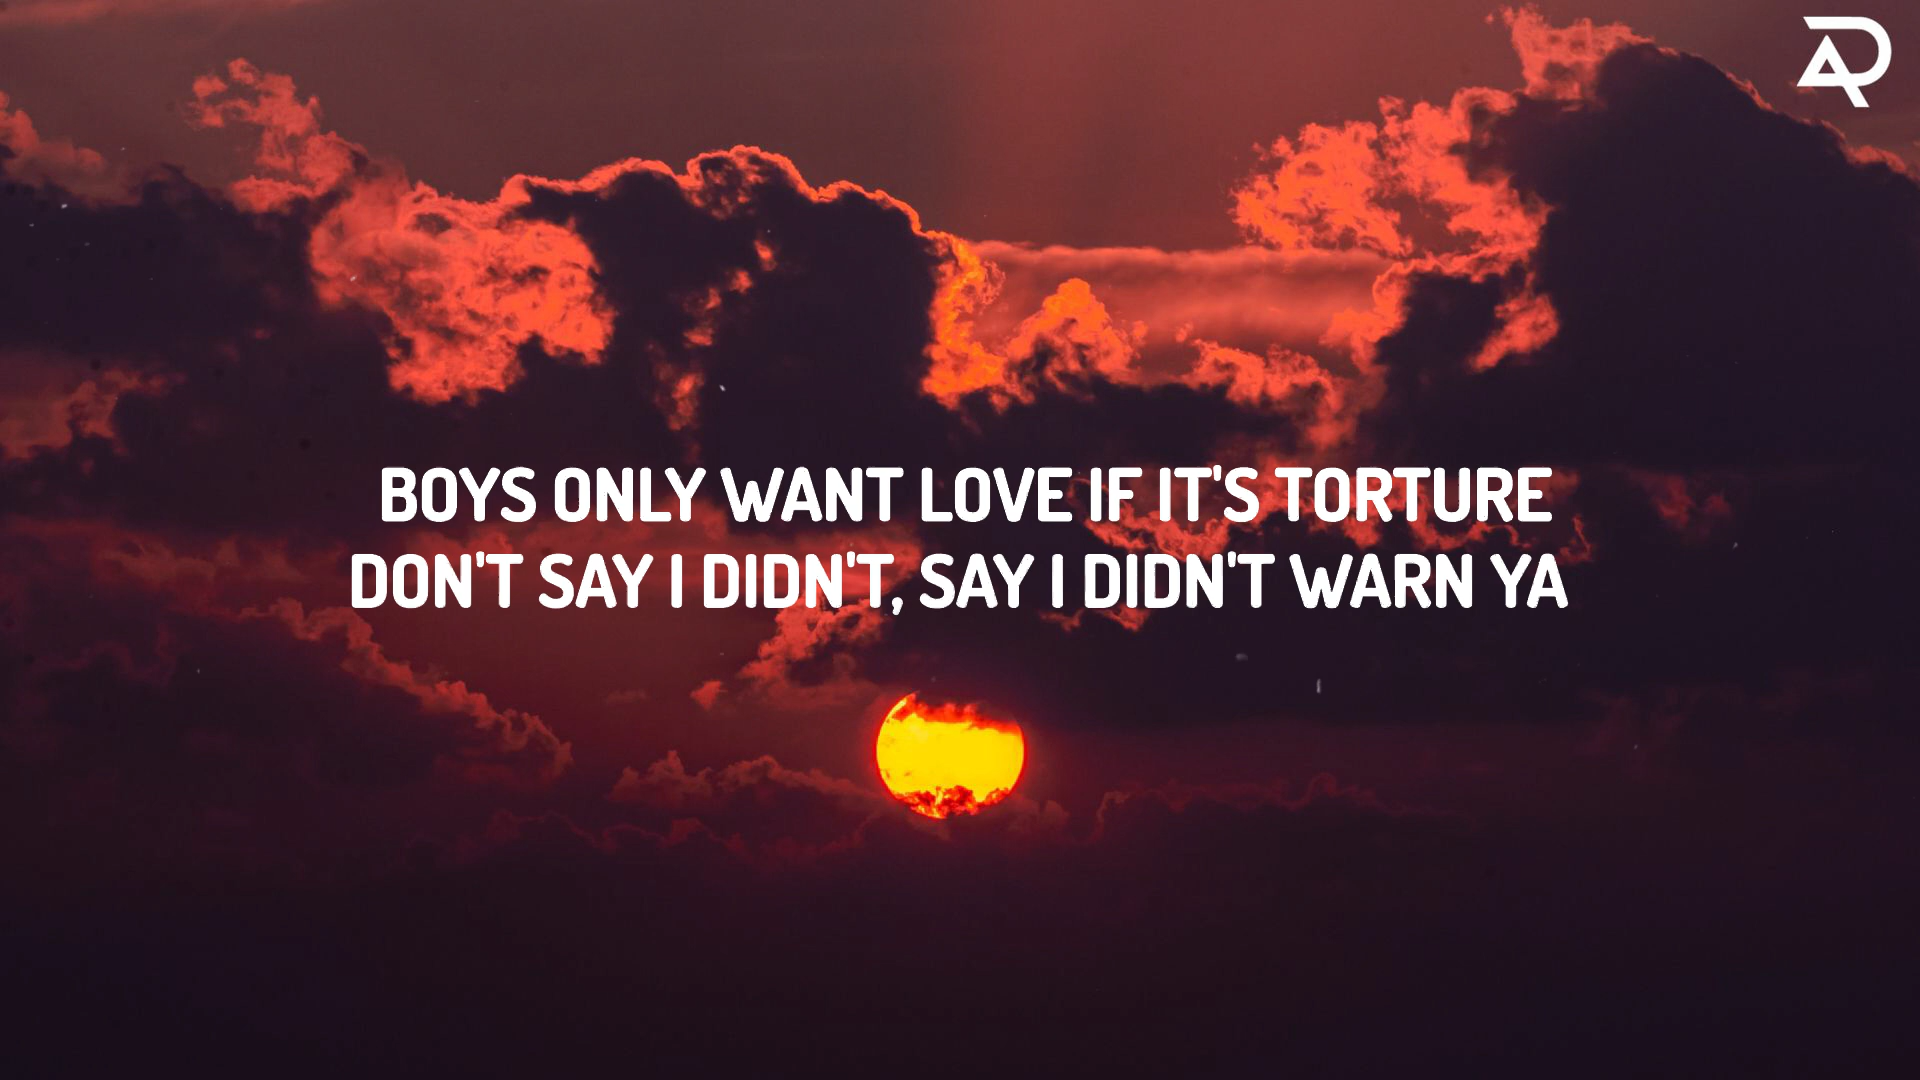 BOYS ONLY WANT LOVE IF IT'S TORTURE
DON'T SAY I DIDN'T, SAY I DIDN'T WARN YA